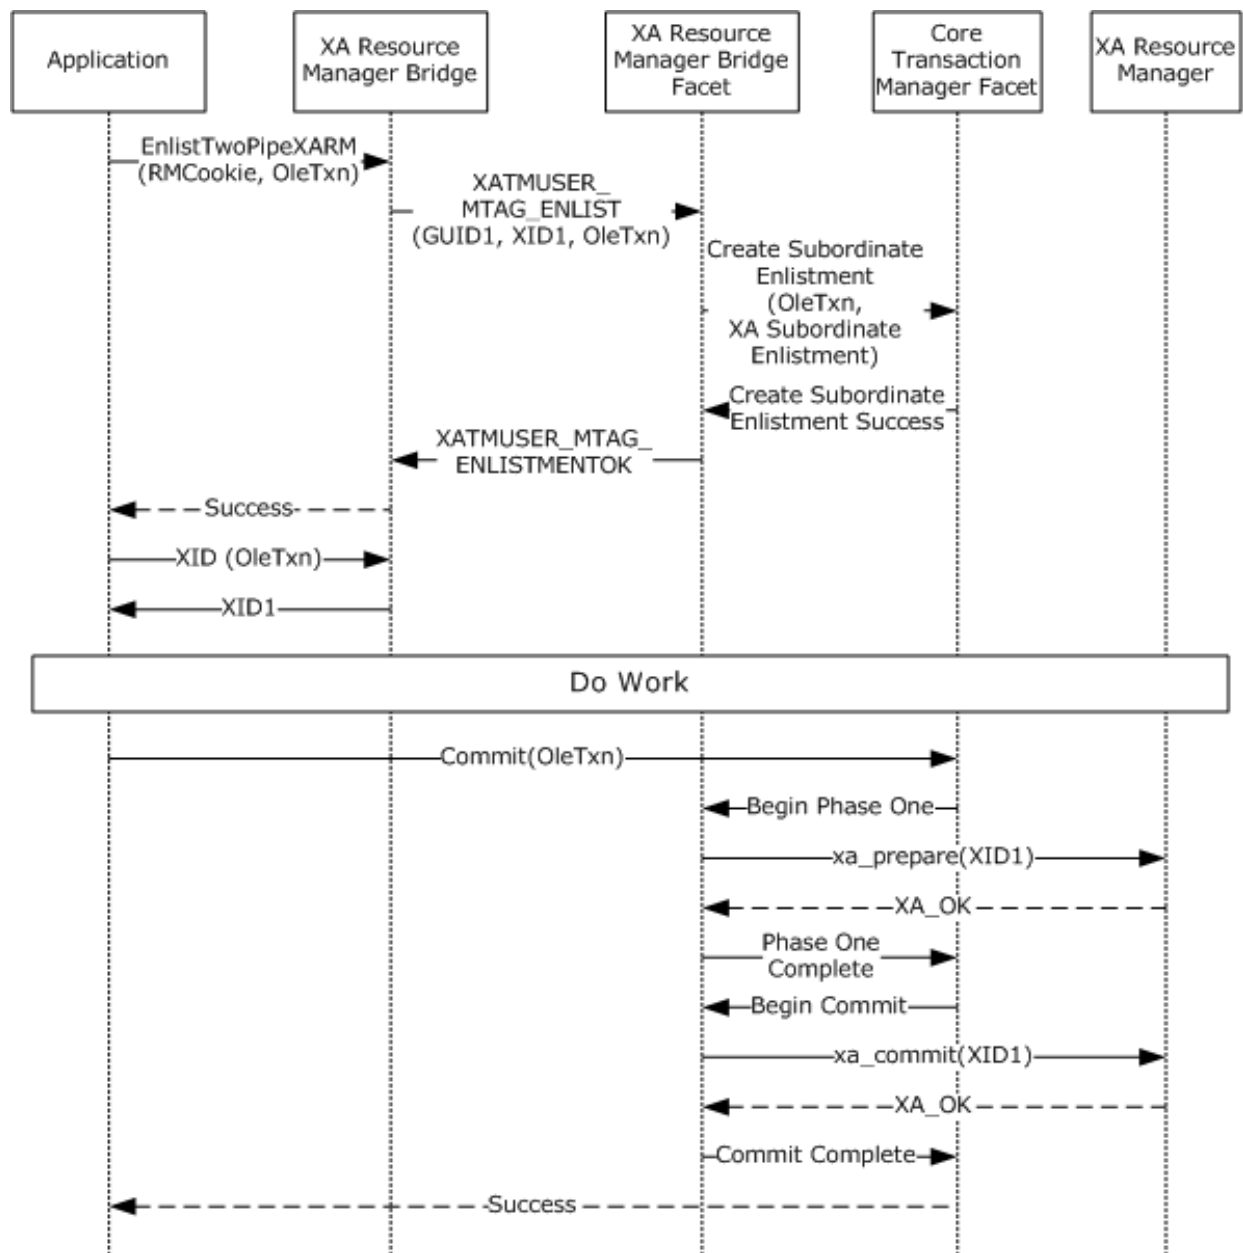 Application
XA Resource
Manager Bridge
XA Resource
Manager Bridge
Facet
Core
Transaction
Manager Facet
XA Resource
Manager
EnlistTwoPipeXARM
(RMCookie, OleTxn)
XATMUSER_
MTAG_ENLIST
(GUID1, XID1, OleTxn)
Create Subordinate
Enlistment
(OleTxn,
XA Subordinate
Enlistment)
Create Subordinate
Enlistment Success
XATMUSER_MTAG_
ENLISTMENTOK
Success
XID (OleTxn)
XID1
Do Work
Commit(OleTxn)
Begin Phase One
xa_prepare(XID1)
XA_OK
Phase One
Complete
Begin Commit
xa_commit(XID1)
XA_OK
Commit Complete
Success